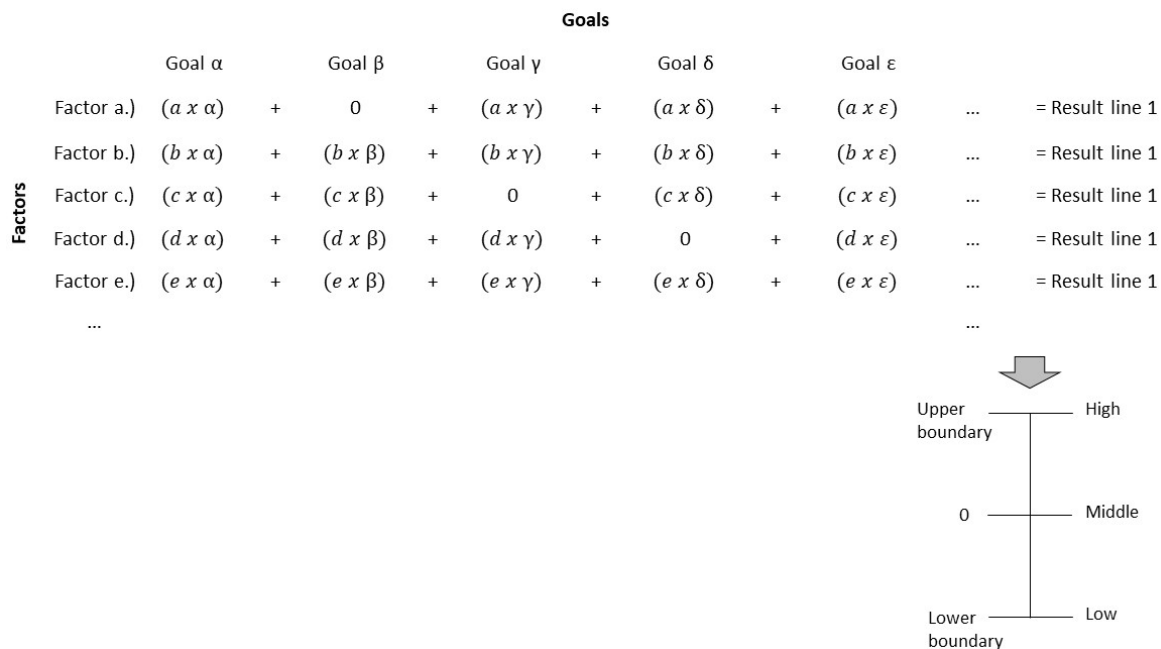 Goals
Goal α Goal β Goal γ Goal δ Goal ε
Factor a.) (a x α) + 0 + (a x γ) + (a x δ) + (a x ε) ... = Result line 1
Factor b.) (b x α) + (b x β) + (b x γ) + (b x δ) + (b x ε) ... = Result line 1
Factor c.) (c x α) + (c x β) + 0 + (c x δ) + (c x ε) ... = Result line 1
Factor d.) (d x α) + (d x β) + (d x γ) + 0 + (d x ε) ... = Result line 1
Factor e.) (e x α) + (e x β) + (e x γ) + (e x δ) + (e x ε) ... = Result line 1
... ...
Factors
Upper boundary High
0 Middle
Lower boundary Low